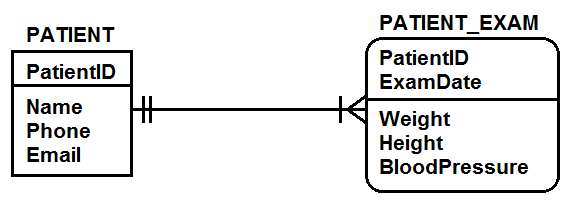 PATIENT
PatientID
Name
Phone
Email
PATIENT_EXAM
PatientID
ExamDate
Weight
Height
BloodPressure